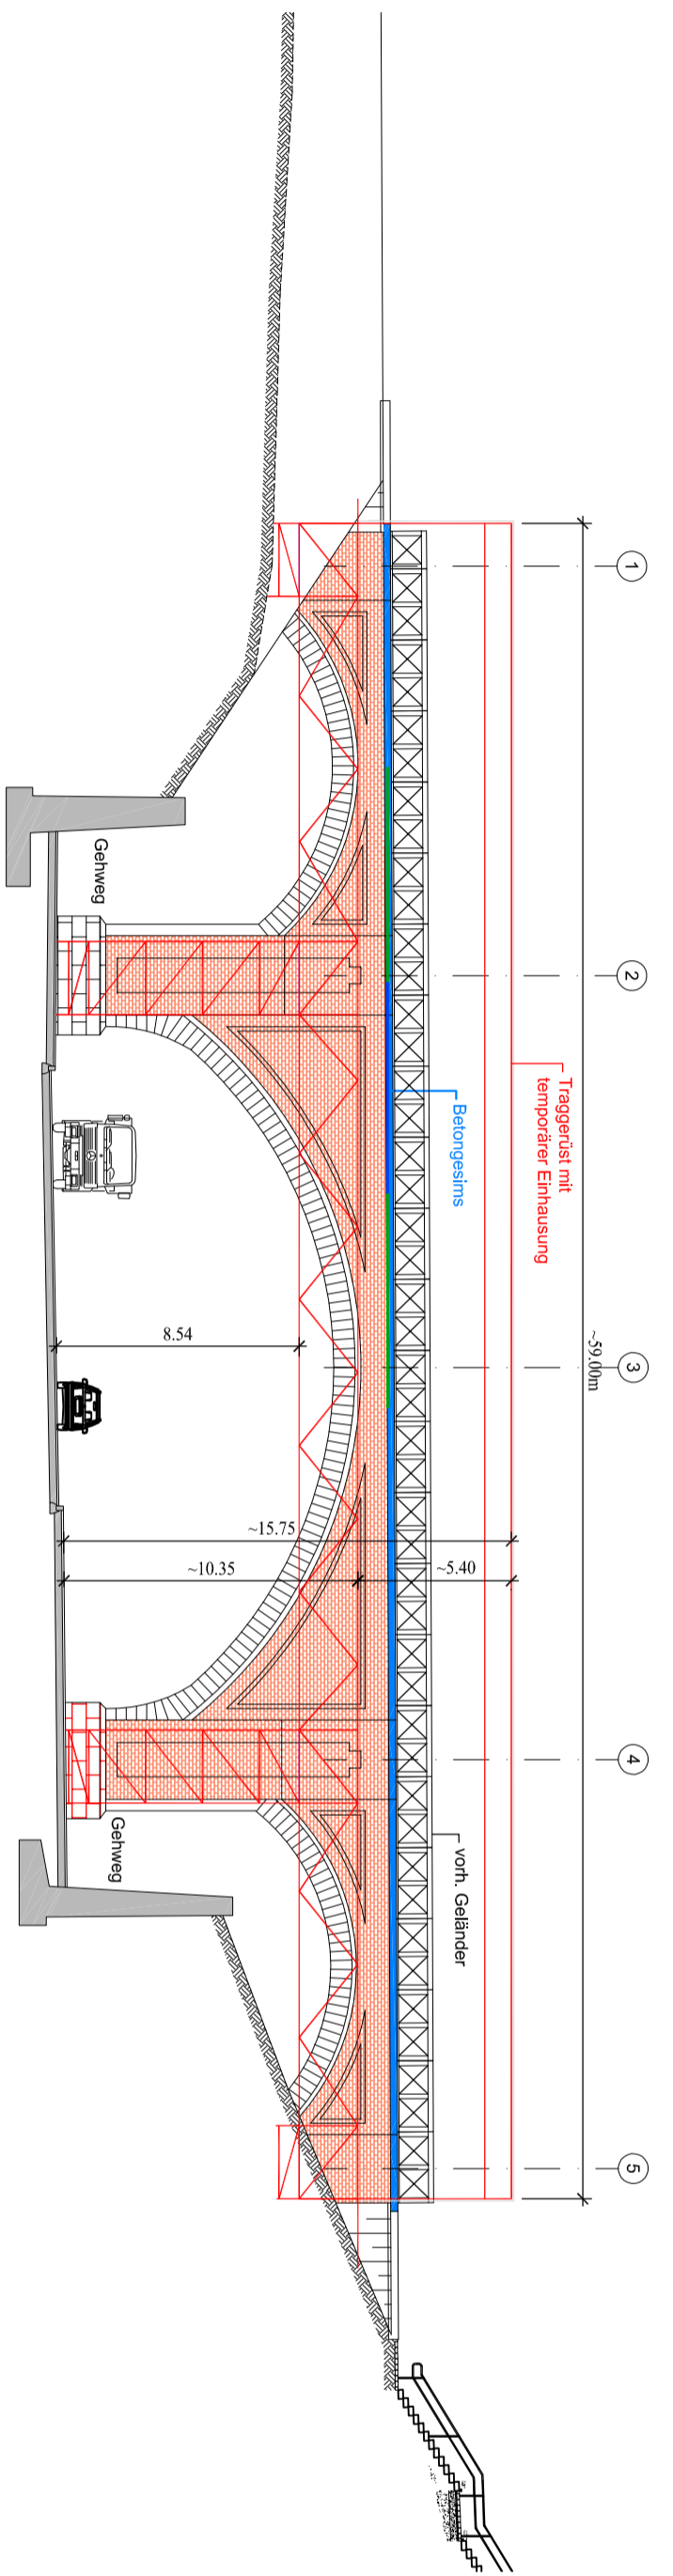 1
2
3
4
5
~59.00m
Traggerüst mit
temporärer Einhausung
Betongesims
vorh. Geländer
8.54
~15.75
~10.35
~5.40
Gehweg
Gehweg